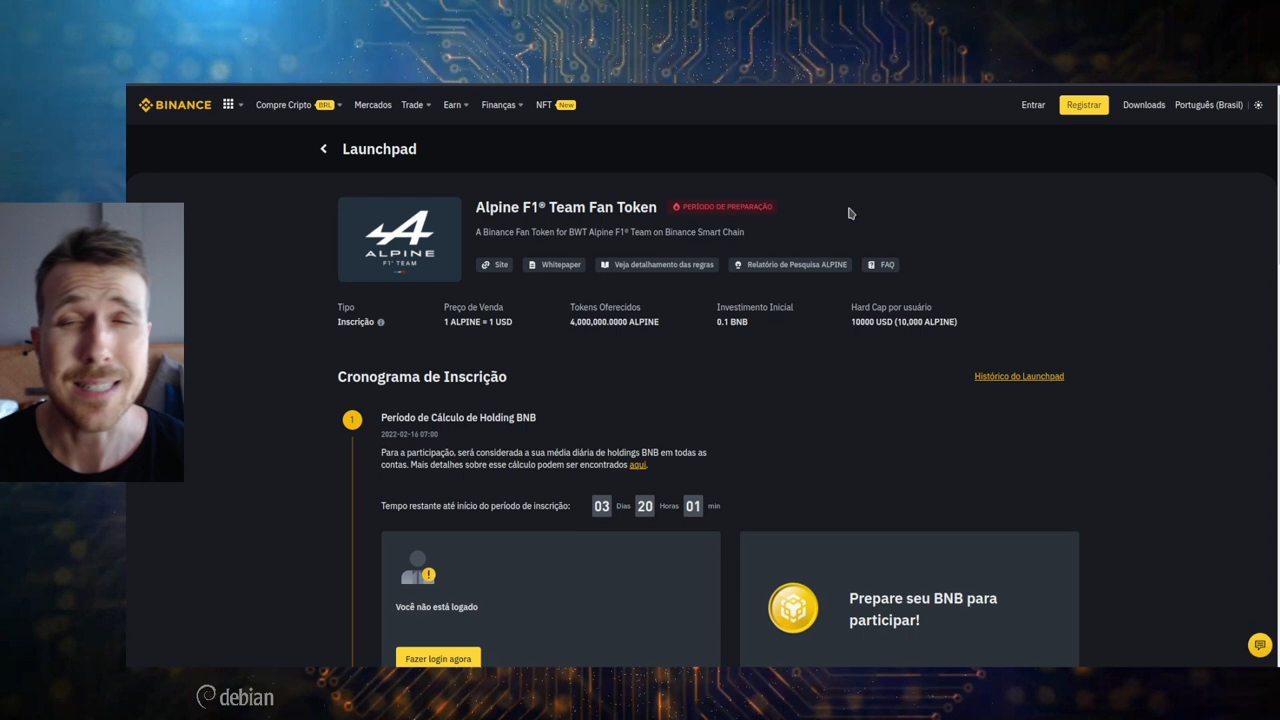 BINANCE
Compre Cripto BRL Mercados Trade Earn Finanças NFT New
Entrar Registrar Downloads Português (Brasil)
Launchpad
Alpine F1® Team Fan Token PERÍODO DE PREPARAÇÃO
A Binance Fan Token for BWT Alpine F1® Team on Binance Smart Chain
ALPINE
F1® TEAM
Site Whitepaper Veja detalhamento das regras Relatório de Pesquisa ALPINE FAQ
Tipo Preço de Venda Tokens Oferecidos Investimento Inicial Hard Cap por usuário
Inscrição 1 ALPINE = 1 USD 4,000,000.0000 ALPINE 0.1 BNB 10000 USD (10,000 ALPINE)
Cronograma de Inscrição Histórico do Launchpad
1 Período de Cálculo de Holding BNB
2022-02-16 07:00
Para a participação, será considerada a sua média diária de holdings BNB em todas as
contas. Mais detalhes sobre esse cálculo podem ser encontrados aqui.
Tempo restante até início do período de inscrição: 03 Dias 20 Horas 01 min
!
Você não está logado
Fazer login agora
Prepare seu BNB para
participar!
debian